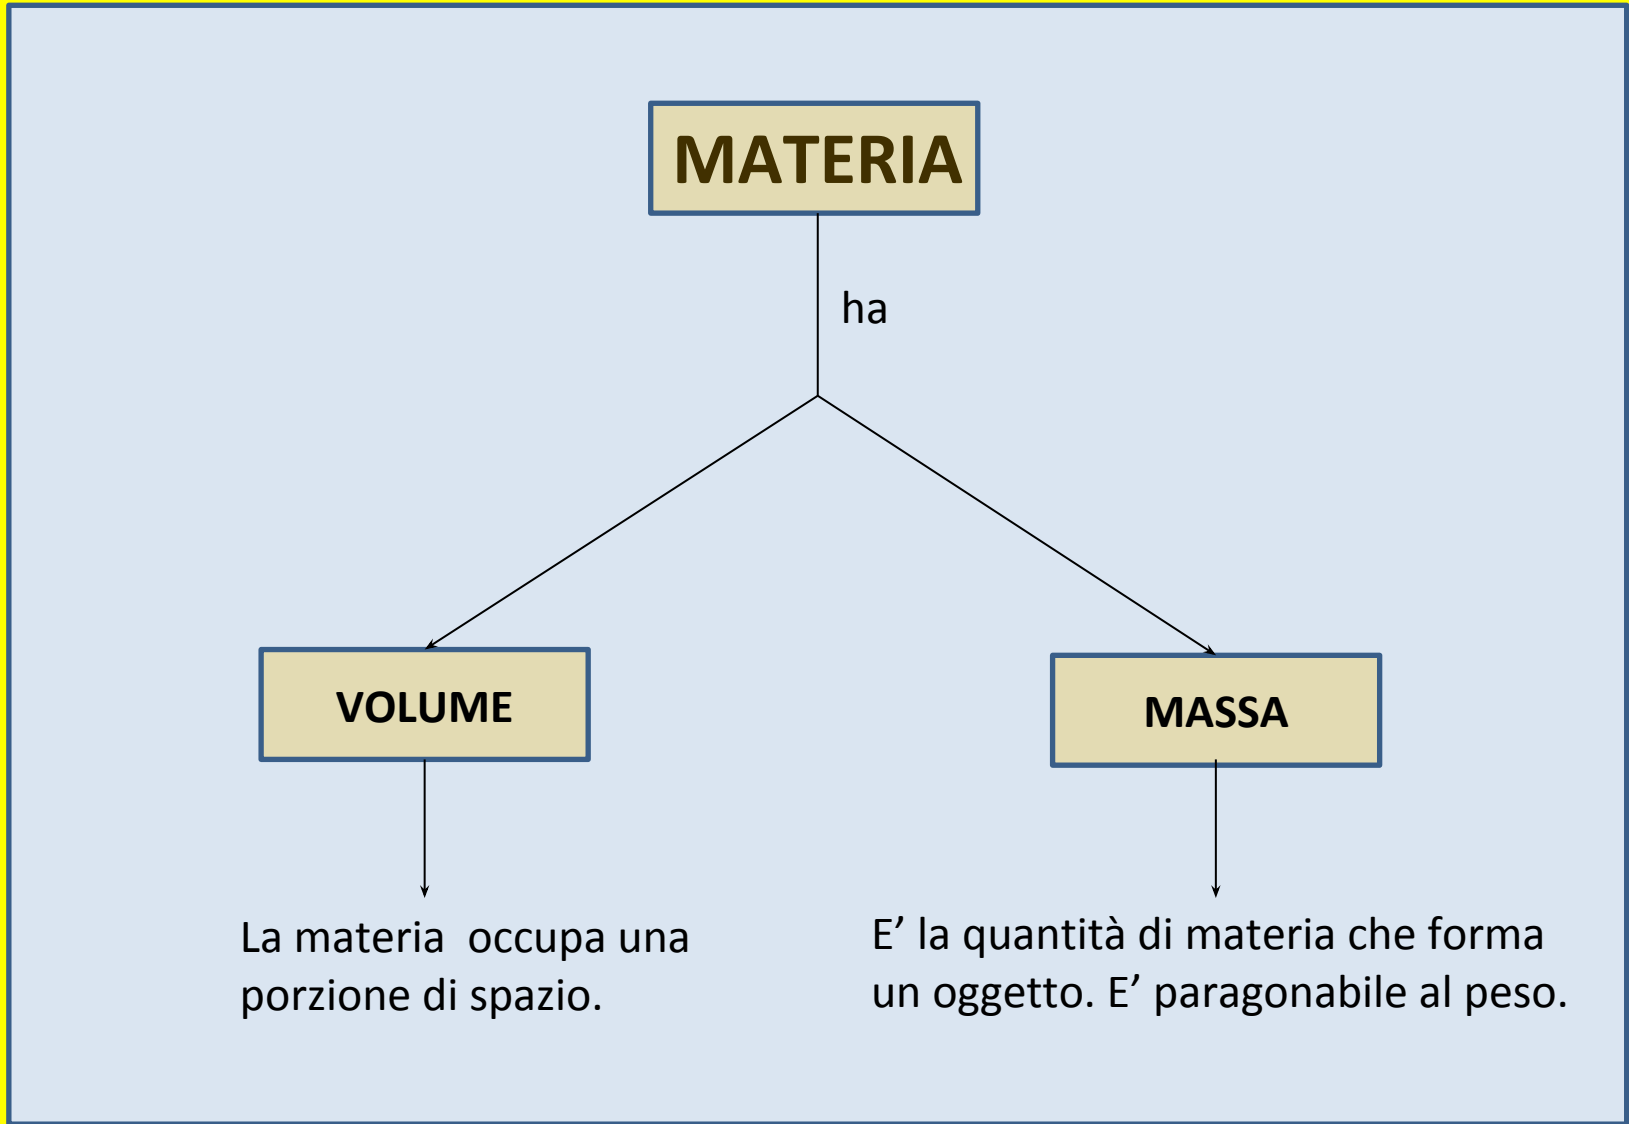 MATERIA
ha
VOLUME
MASSA
La materia  occupa una
porzione di spazio.
E’ la quantità di materia che forma
un oggetto. E’ paragonabile al peso.